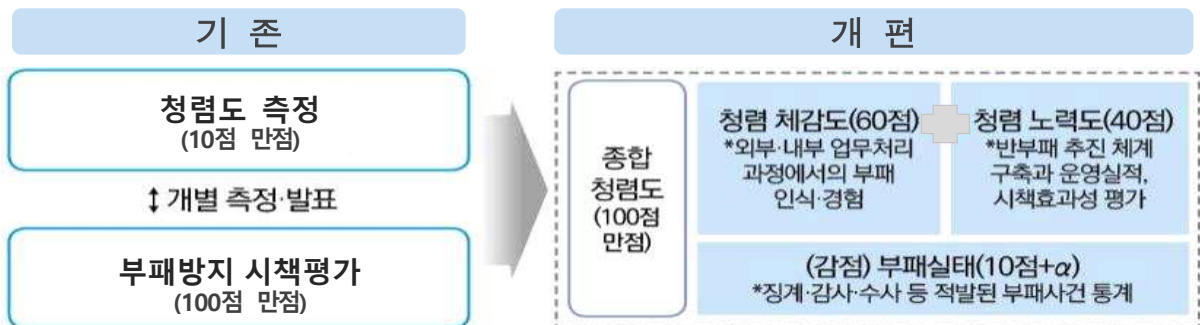 기 존
청렴도 측정
(10점 만점)
↕ 개별 측정·발표
부패방지 시책평가
(100점 만점)
개 편
종합
청렴도
(100점
만점)
청렴 체감도(60점)
*외부·내부 업무처리
과정에서의 부패
인식·경험
청렴 노력도(40점)
*반부패 추진 체계
구축과 운영실적,
시책효과성 평가
(감점) 부패실태(10점+α)
*징계·감사·수사 등 적발된 부패사건 통계